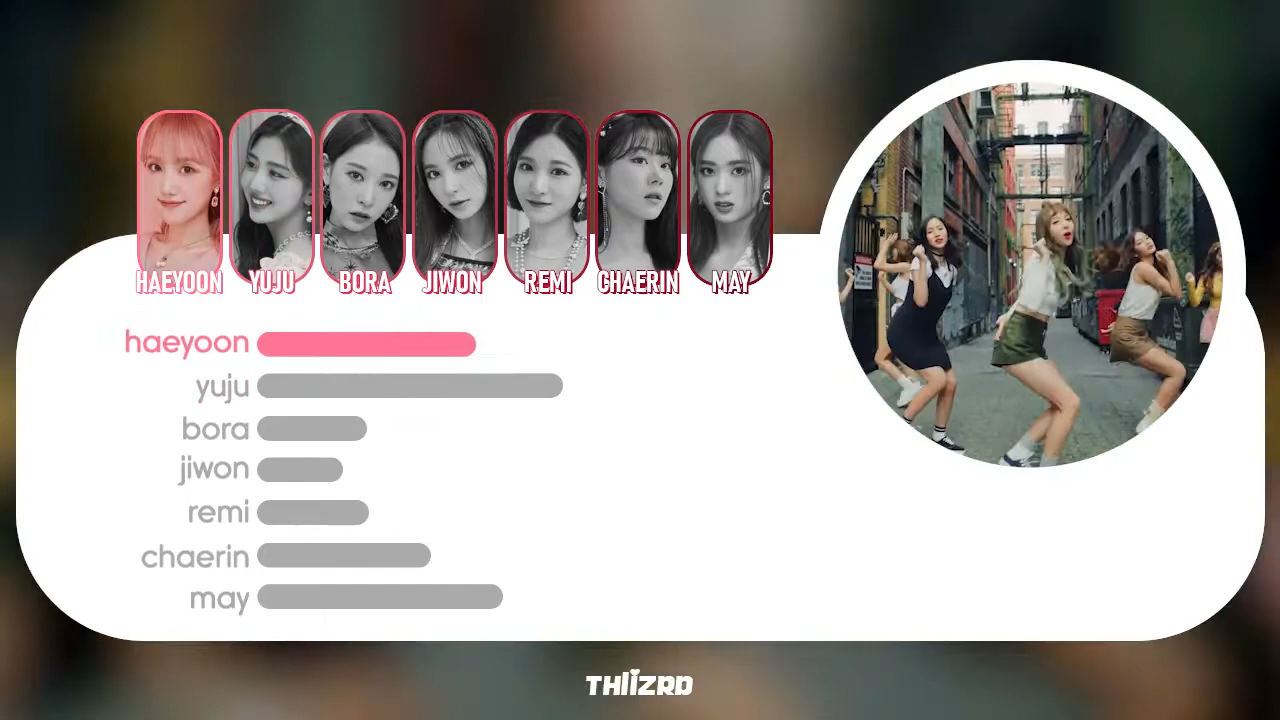 HAEYOON YUJU BORA JIWON REMI CHAERIN MAY
haeyoon
yuju
bora
jiwon
remi
chaerin
may
THIIZRD